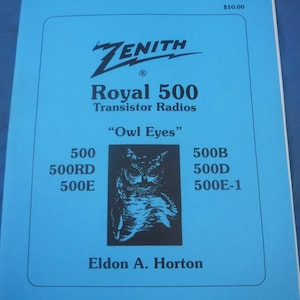 $10.00
ZENITH
®
Royal 500
Transistor Radios
"Owl Eyes"
500 500B
500RD 500D
500E 500E-1
Eldon A. Horton